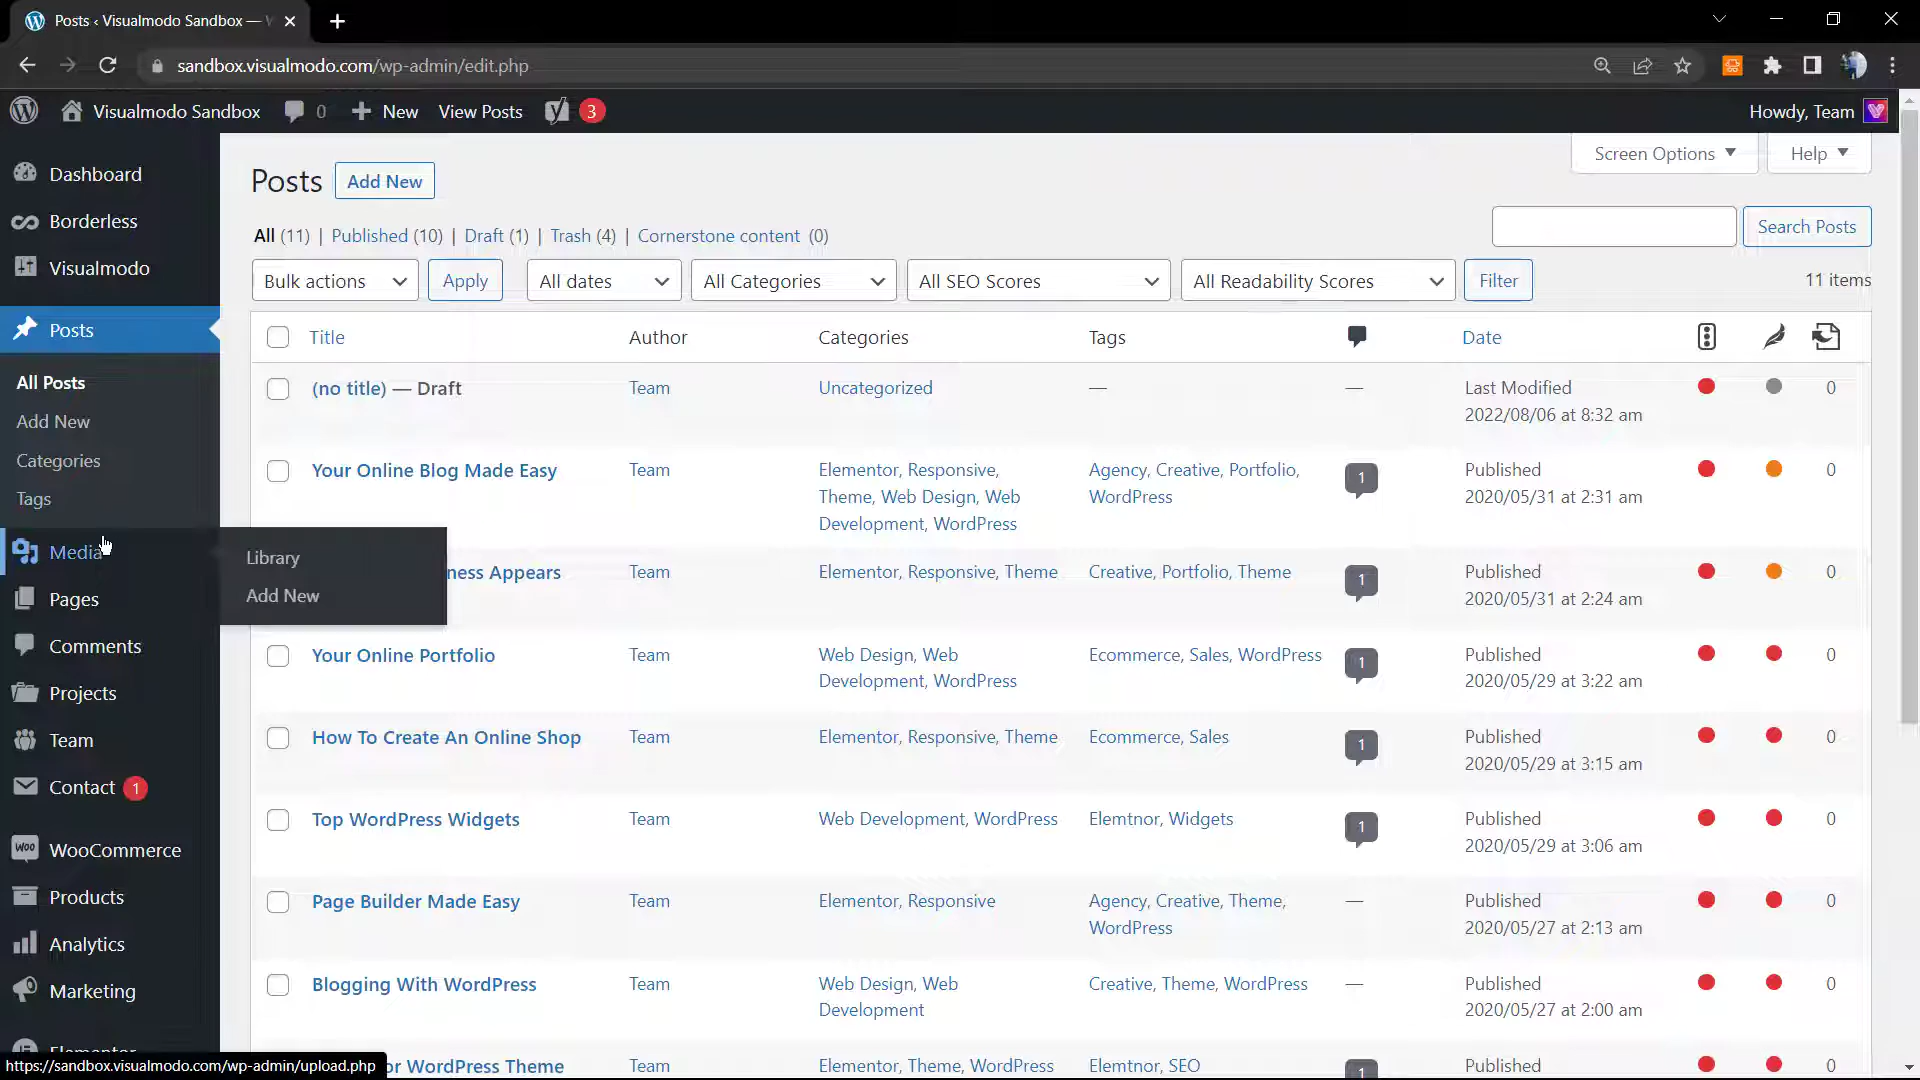 Posts ‹ Visualmodo Sandbox —
sandbox.visualmodo.com/wp-admin/edit.php
Visualmodo Sandbox 0 New View Posts 3 Howdy, Team
Dashboard
Borderless
Visualmodo
Posts
All Posts
Add New
Categories
Tags
Media
Library
Add New
Pages
Comments
Projects
Team
Contact 1
WooCommerce
Products
Analytics
Marketing
https://sandbox.visualmodo.com/wp-admin/upload.php
Screen Options Help
Posts Add New
All (11) | Published (10) | Draft (1) | Trash (4) | Cornerstone content (0)
Search Posts
Bulk actions Apply All dates All Categories All SEO Scores All Readability Scores Filter 11 items
Title Author Categories Tags Date
(no title) — Draft Team Uncategorized — — Last Modified 0
2022/08/06 at 8:32 am
Your Online Blog Made Easy Team Elementor, Responsive, Agency, Creative, Portfolio, 1 Published 0
Theme, Web Design, Web WordPress 2020/05/31 at 2:31 am
Development, WordPress
ness Appears Team Elementor, Responsive, Theme Creative, Portfolio, Theme 1 Published 0
2020/05/31 at 2:24 am
Your Online Portfolio Team Web Design, Web Ecommerce, Sales, WordPress 1 Published 0
Development, WordPress 2020/05/29 at 3:22 am
How To Create An Online Shop Team Elementor, Responsive, Theme Ecommerce, Sales 1 Published 0
2020/05/29 at 3:15 am
Top WordPress Widgets Team Web Development, WordPress Elemtnor, Widgets 1 Published 0
2020/05/29 at 3:06 am
Page Builder Made Easy Team Elementor, Responsive Agency, Creative, Theme, — Published 0
WordPress 2020/05/27 at 2:13 am
Blogging With WordPress Team Web Design, Web Creative, Theme, WordPress — Published 0
Development 2020/05/27 at 2:00 am
or WordPress Theme Team Elementor, Theme, WordPress Elemtnor, SEO 1 Published 0